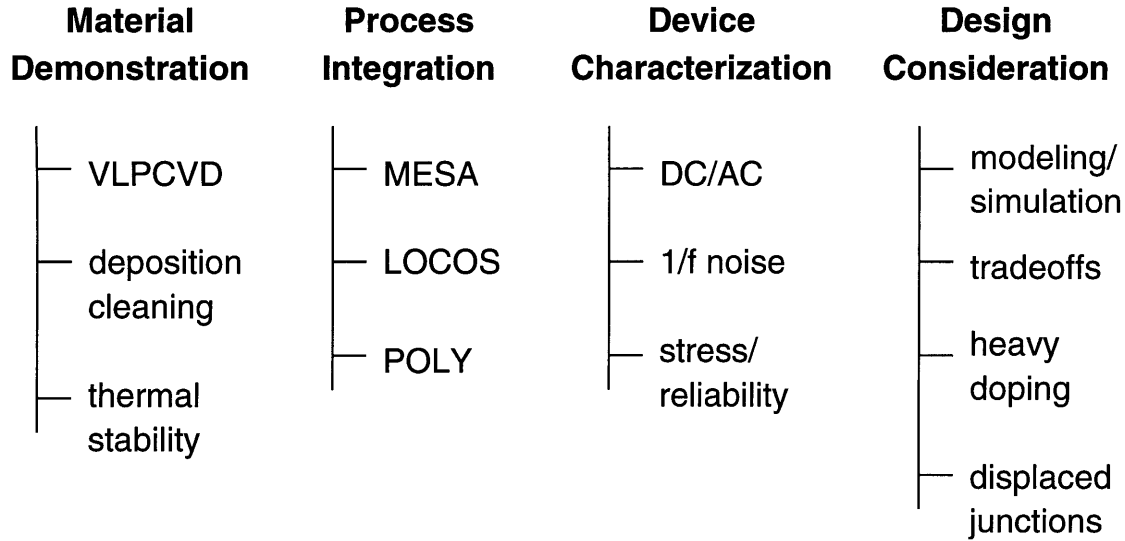 Material
Demonstration
VLPCVD
deposition
cleaning
thermal
stability
Process
Integration
MESA
LOCOS
POLY
Device
Characterization
DC/AC
1/f noise
stress/
reliability
Design
Consideration
modeling/
simulation
tradeoffs
heavy
doping
displaced
junctions